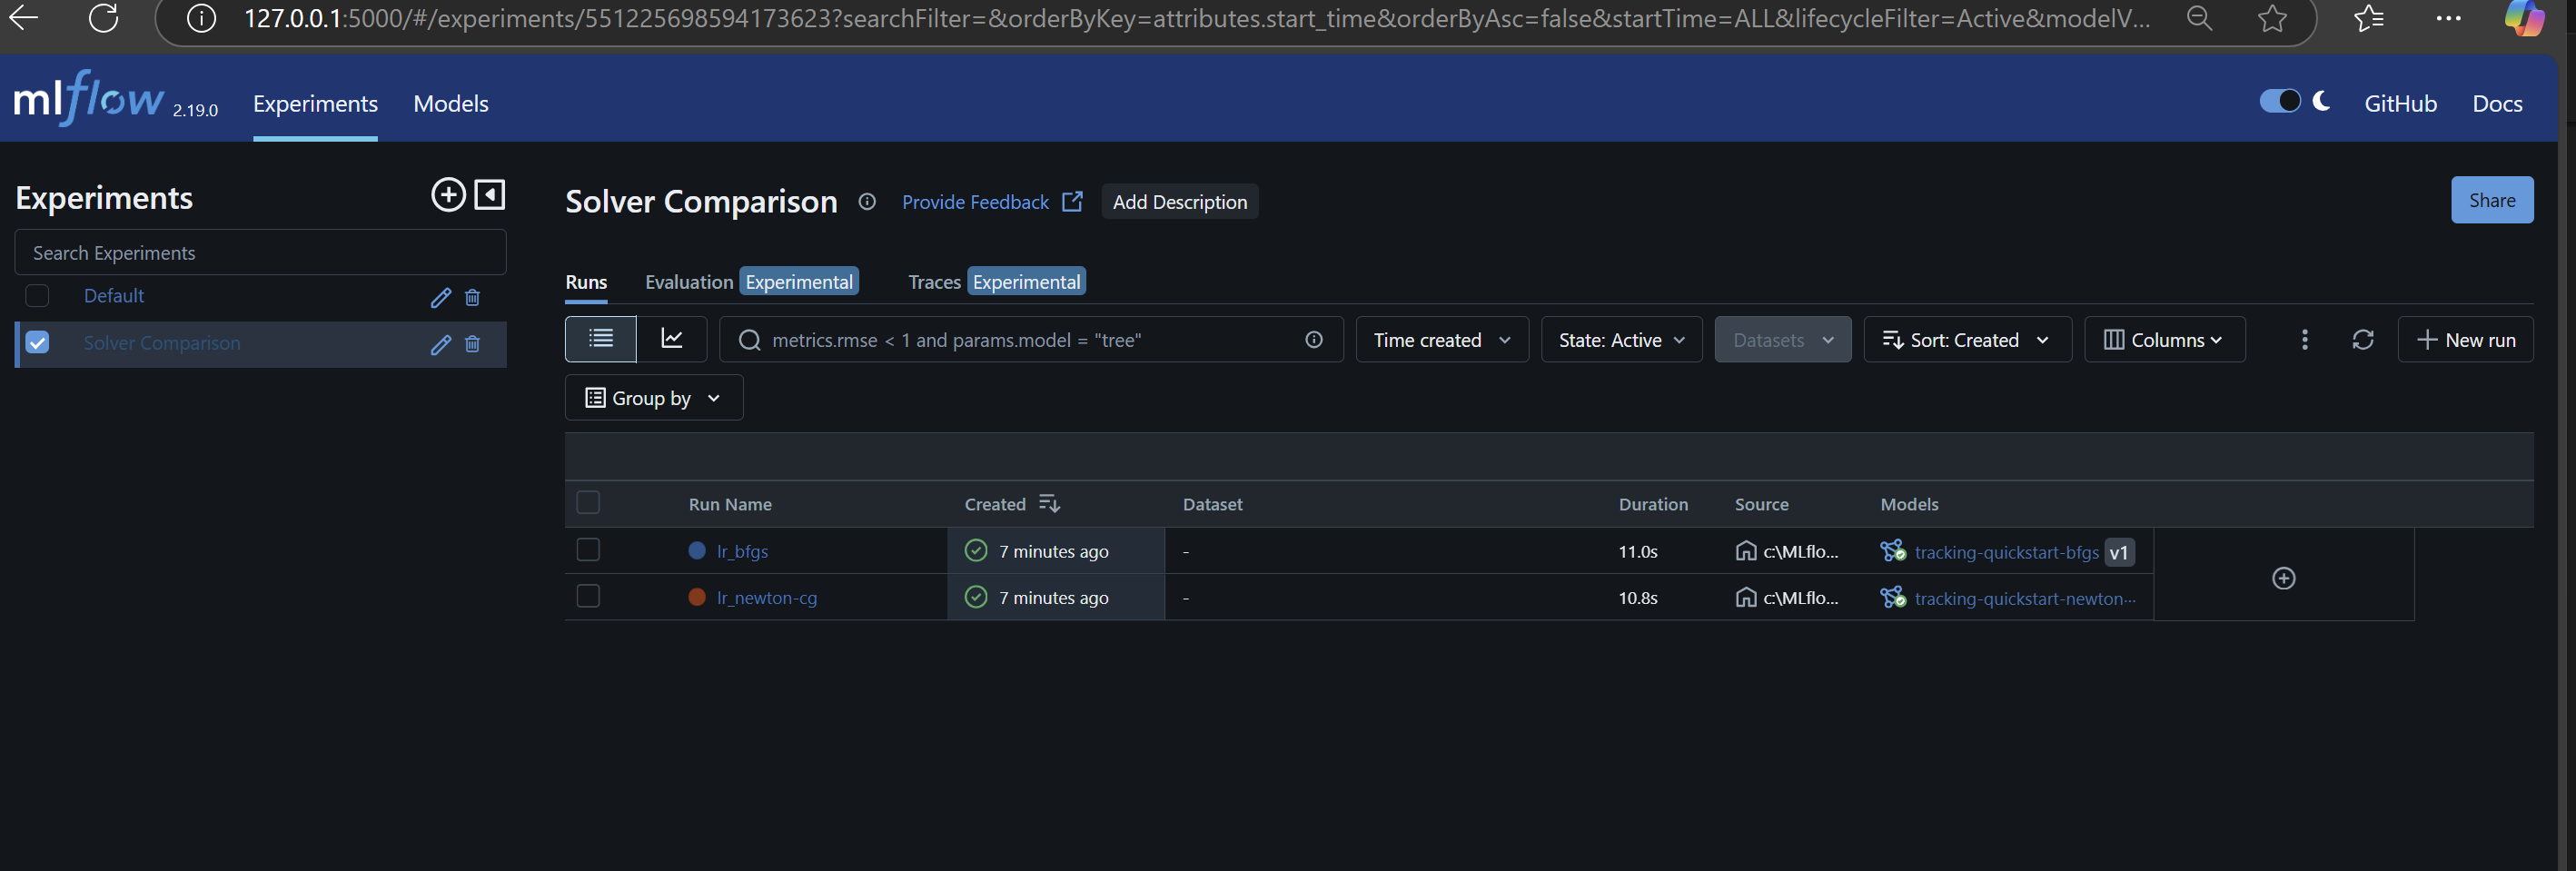 127.0.0.1:5000/#/experiments/551225698594173623?searchFilter=&orderByKey=attributes.start_time&orderByAsc=false&startTime=ALL&lifecycleFilter=Active&modelV...
mlflow 2.19.0 Experiments Models GitHub Docs
Experiments
Search Experiments
Default
Solver Comparison
Solver Comparison Provide Feedback Add Description Share
Runs Evaluation Experimental Traces Experimental
metrics.rmse < 1 and params.model = "tree" Time created State: Active Datasets Sort: Created Columns New run
Group by
Run Name Created Dataset Duration Source Models
lr_bfgs 7 minutes ago - 11.0s c:\MLflo... tracking-quickstart-bfgs v1
lr_newton-cg 7 minutes ago - 10.8s c:\MLflo... tracking-quickstart-newton...